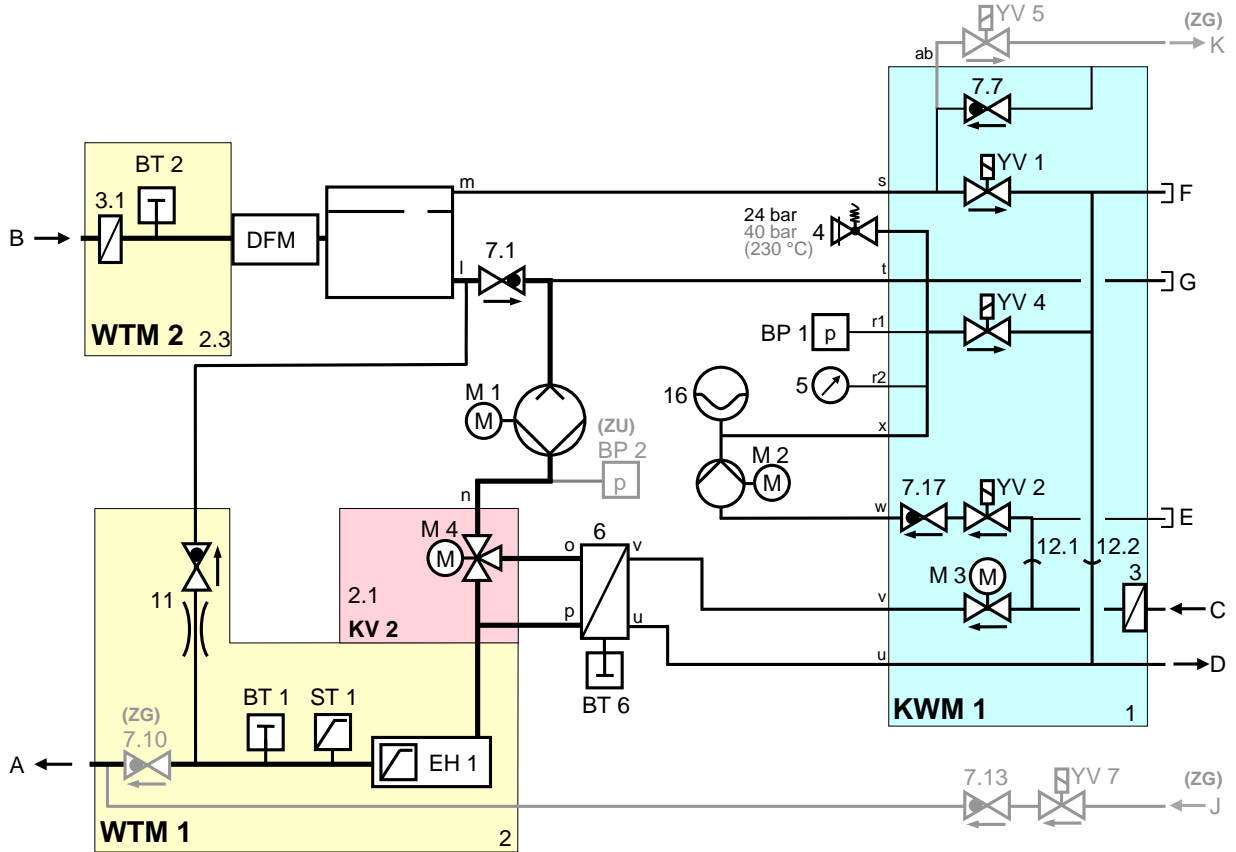 YV 5
(ZG)
K
ab
7.7
BT 2
3.1
m
s
YV 1
F
B
DFM
24 bar
40 bar
(230 °C)
4
7.1
l
t
G
WTM 2
2.3
YV 4
BP 1
p
r1
5
r2
16
M 1
M
(ZU)
BP 2
p
x
M 2
M
n
w
7.17
YV 2
E
M 4
M
o
6
v
12.1
12.2
M 3
M
3
11
2.1
KV 2
p
u
v
C
u
D
BT 6
BT 1
ST 1
KWM 1
1
(ZG)
7.10
A
EH 1
7.13
YV 7
(ZG)
J
WTM 1
2